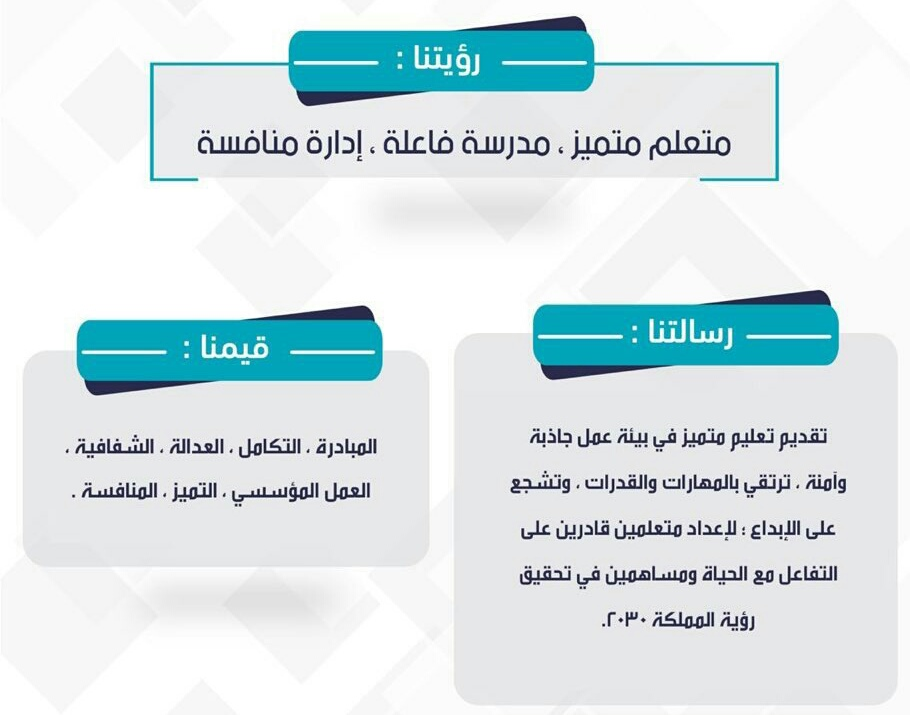 رؤيتنا :
متعلم متميز ، مدرسة فاعلة ، إدارة منافسة
رسالتنا :
تقديم تعليم متميز في بيئة عمل جاذبة
وآمنة ، ترتقي بالمهارات والقدرات ، وتشجع
على الإبداع ؛ لإعداد متعلمين قادرين على
التفاعل مع الحياة ومساهمين في تحقيق
رؤية المملكة ٢٠٣٠.
قيمنا :
المبادرة ، التكامل ، العدالة ، الشفافية ،
العمل المؤسسي ، التميز ، المنافسة .